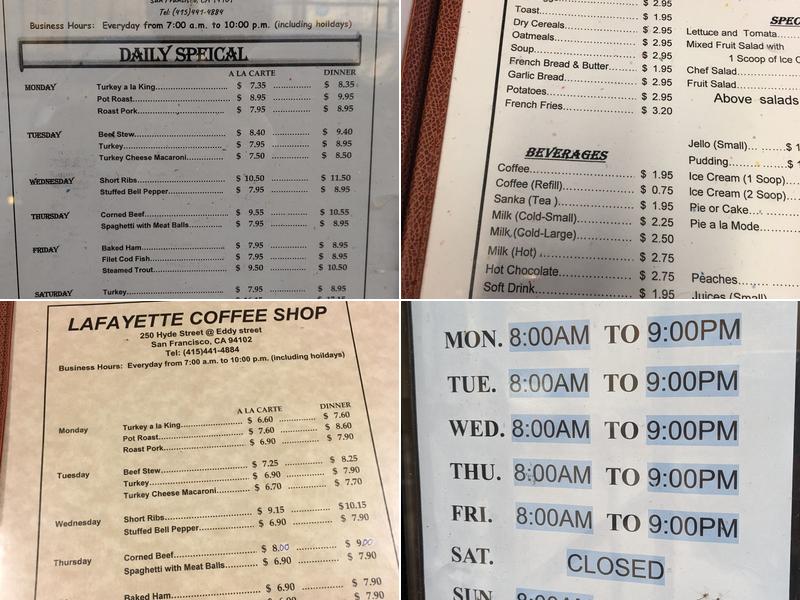 San Francisco, CA 94102
Tel: (415)441-4884
Business Hours: Everyday from 7:00 a.m. to 10:00 p.m. (including hoildays)
DAILY SPEICAL
A LA CARTE DINNER
MONDAY Turkey a la King $ 7.35 $ 8.35
Pot Roast $ 8.95 $ 9.95
Roast Pork $ 7.95 $ 8.95
TUESDAY Beef Stew $ 8.40 $ 9.40
Turkey $ 7.95 $ 8.95
Turkey Cheese Macaroni $ 7.50 $ 8.50
WEDNESDAY Short Ribs $ 10.50 $ 11.50
Stuffed Bell Pepper $ 7.95 $ 8.95
THURSDAY Corned Beef $ 9.55 $ 10.55
Spaghetti with Meat Balls $ 7.95 $ 8.95
FRIDAY Baked Ham $ 7.95 $ 8.95
Filet Cod Fish $ 7.95 $ 8.95
Steamed Trout $ 9.50 $ 10.50
SATURDAY Turkey $ 7.95 $ 8.95
$ 2.95
Toast $ 1.95
Dry Cereals $ 2.95
Oatmeals $ 2.95
Soup $ 2.95
French Bread & Butter $ 1.95
Garlic Bread $ 2.95
Potatoes $ 2.95
French Fries $ 3.20
BEVERAGES
Coffee $ 1.95
Coffee (Refill) $ 0.75
Sanka (Tea ) $ 1.95
Milk (Cold-Small) $ 2.25
Milk (Cold-Large) $ 2.50
Milk (Hot) $ 2.75
Hot Chocolate $ 2.75
Soft Drink $ 1.95
Lettuce and Tomato
Mixed Fruit Salad with
1 Scoop of Ice
Chef Salad
Fruit Salad
Above salads
Jello (Small)
Pudding
Ice Cream (1 Scoop)
Ice Cream (2 Scoop)
Pie or Cake
Pie a la Mode
Peaches
Juices (Small)
LAFAYETTE COFFEE SHOP
250 Hyde Street @ Eddy street
San Francisco, CA 94102
Tel: (415)441-4884
Business Hours: Everyday from 7:00 a.m. to 10:00 p.m. (including hoildays)
A LA CARTE DINNER
Monday Turkey a la King $ 6.60 $ 7.60
Pot Roast $ 7.60 $ 8.60
Roast Pork $ 6.90 $ 7.90
Tuesday Beef Stew $ 7.25 $ 8.25
Turkey $ 6.90 $ 7.90
Turkey Cheese Macaroni $ 6.70 $ 7.70
Wednesday Short Ribs $ 9.15 $10.15
Stuffed Bell Pepper $ 6.90 $ 7.90
Thursday Corned Beef $ 8.00 $ 9.00
Spaghetti with Meat Balls $ 6.90 $ 7.90
Baked Ham $ 6.90 $ 7.90
MON. 8:00AM TO 9:00PM
TUE. 8:00AM TO 9:00PM
WED. 8:00AM TO 9:00PM
THU. 8:00AM TO 9:00PM
FRI. 8:00AM TO 9:00PM
SAT. CLOSED
SUN